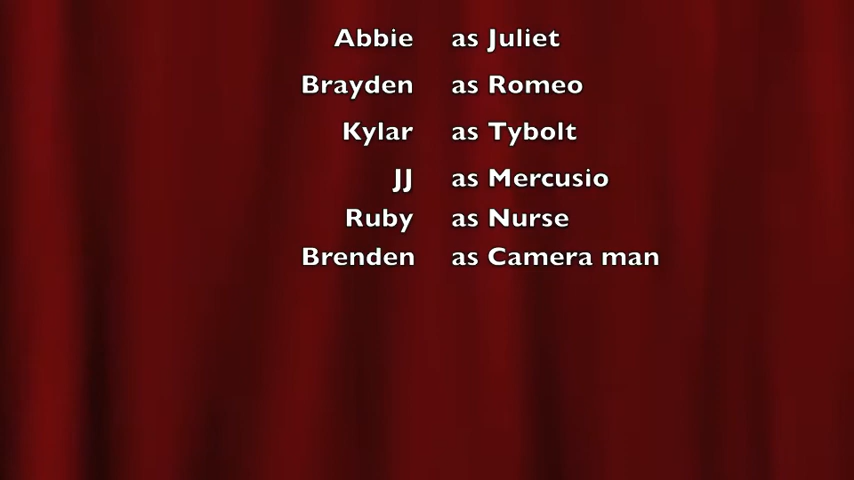 Abbie as Juliet
Brayden as Romeo
Kylar as Tybolt
JJ as Mercusio
Ruby as Nurse
Brenden as Camera man